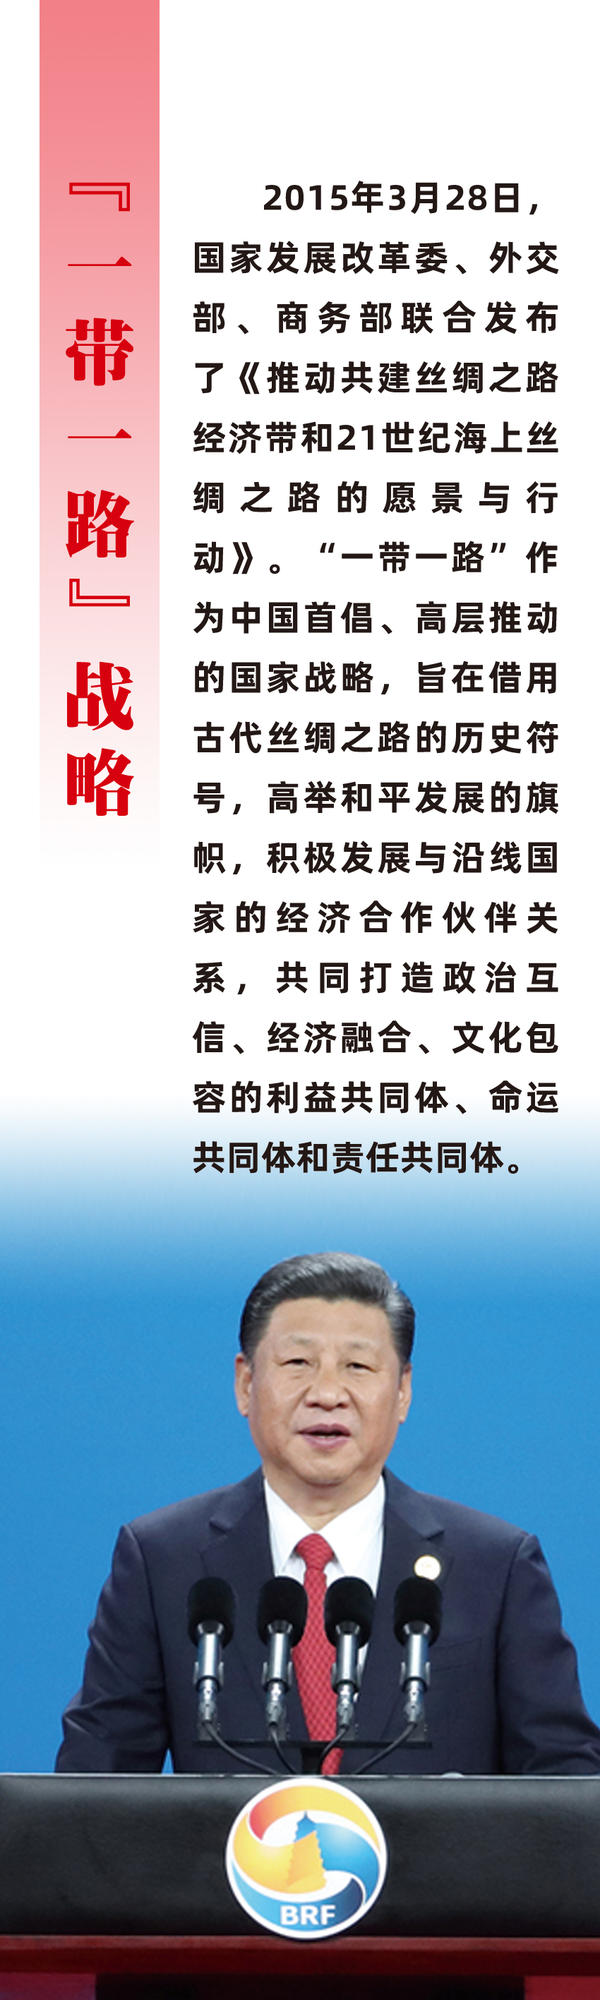 『一带一路』战略
2015年3月28日，
国家发展改革委、外交
部、商务部联合发布
了《推动共建丝绸之路
经济带和21世纪海上丝
绸之路的愿景与行
动》。“一带一路”作
为中国首倡、高层推动
的国家战略，旨在借用
古代丝绸之路的历史符
号，高举和平发展的旗
帜，积极发展与沿线国
家的经济合作伙伴关
系，共同打造政治互
信、经济融合、文化包
容的利益共同体、命运
共同体和责任共同体。
BRF